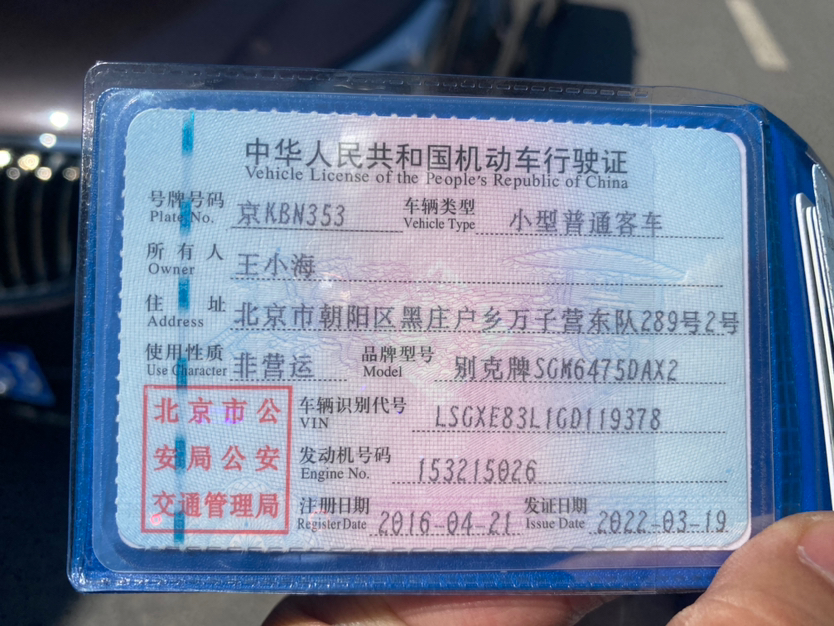 中华人民共和国机动车行驶证
Vehicle License of the People's Republic of China
号牌号码 京KBN353 车辆类型 小型普通客车
Plate No. Vehicle Type
所有人 王小海
Owner
住址 北京市朝阳区黑庄户乡万子营东队289号2号
Address
使用性质 非营运 品牌型号 别克牌SGM6475DAX2
Use Character Model
北京市公
安局公安
交通管理局
车辆识别代号 LSGXE83L1GD119378
VIN
发动机号码 153215026
Engine No.
注册日期 2016-04-21 发证日期 2022-03-19
Register Date Issue Date